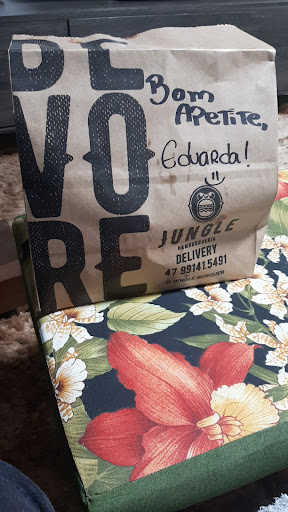 DE
VO
RE
Bom
APETITE,
Eduarda!
JUNGLE
HAMBURGUERIA
DELIVERY
47 99141.5491